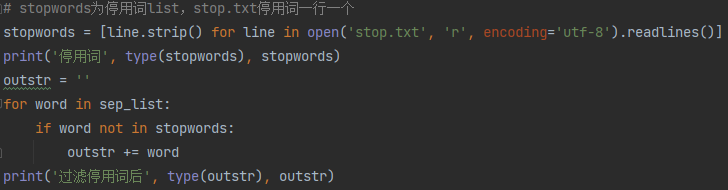 # stopwords为停用词list，stop.txt停用词一行一个
stopwords = [line.strip() for line in open('stop.txt', 'r', encoding='utf-8').readlines()]
print('停用词', type(stopwords), stopwords)
outstr = ''
for word in sep_list:
    if word not in stopwords:
        outstr += word
print('过滤停用词后', type(outstr), outstr)